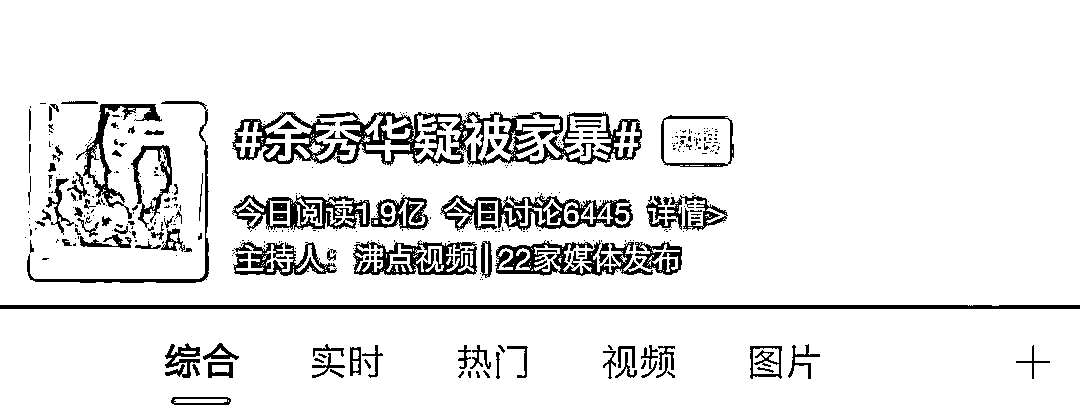 #余秀华疑被家暴# 热搜
今日阅读1.9亿 今日讨论6445 详情>
主持人：沸点视频|22家媒体发布
综合 实时 热门 视频 图片 +